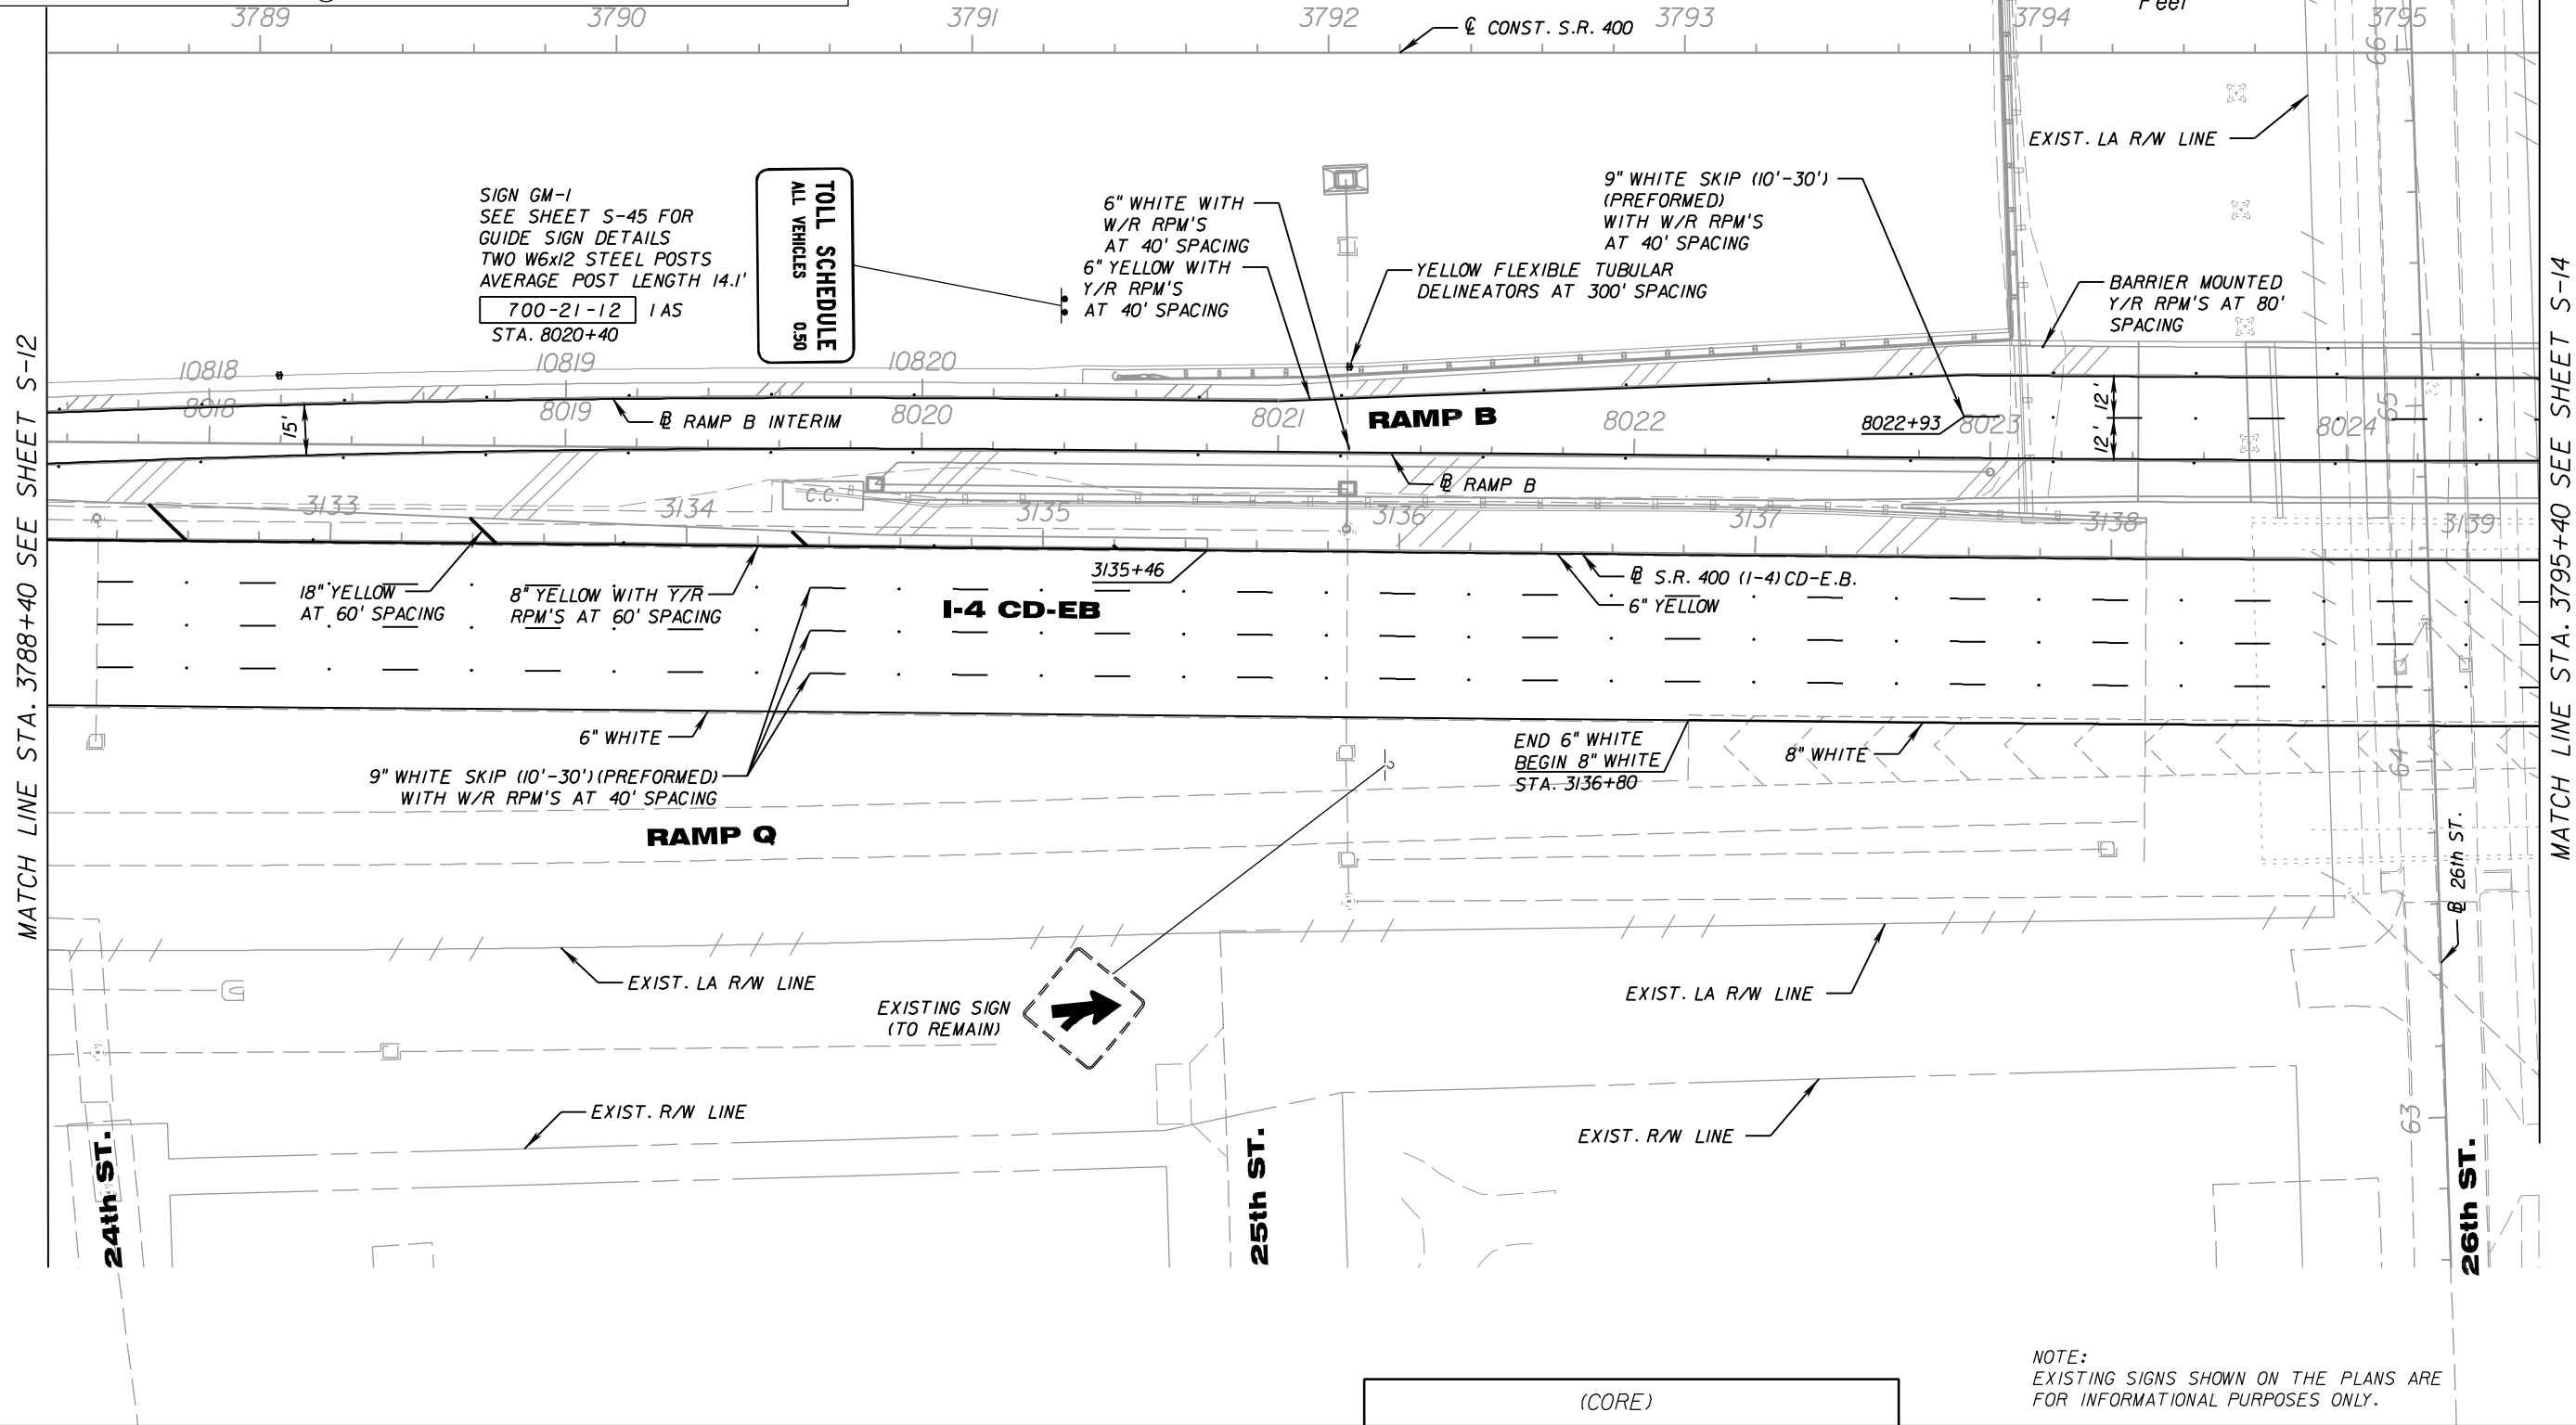 3789
3790
3791
3792
3793
3794
3795
Feet
℄ CONST. S.R. 400
66
EXIST. LA R/W LINE
SIGN GM-1
SEE SHEET S-45 FOR
GUIDE SIGN DETAILS
TWO W6x12 STEEL POSTS
AVERAGE POST LENGTH 14.1'
700-21-12 1 AS
STA. 8020+40
TOLL SCHEDULE
ALL VEHICLES 0.50
6" WHITE WITH
W/R RPM'S
AT 40' SPACING
6" YELLOW WITH
Y/R RPM'S
AT 40' SPACING
YELLOW FLEXIBLE TUBULAR
DELINEATORS AT 300' SPACING
9" WHITE SKIP (10'-30')
(PREFORMED)
WITH W/R RPM'S
AT 40' SPACING
BARRIER MOUNTED
Y/R RPM'S AT 80'
SPACING
MATCH LINE STA. 3788+40 SEE SHEET S-12
MATCH LINE STA. 3795+40 SEE SHEET S-14
10818
10819
10820
8018
8019
8020
8021
8022
8023
8024
15'
BL RAMP B INTERIM
RAMP B
8022+93
12'
12'
65
BL RAMP B
3133
3134
C.C.
3135
3136
3137
3138
3139
18" YELLOW
AT 60' SPACING
8" YELLOW WITH Y/R
RPM'S AT 60' SPACING
3135+46
I-4 CD-EB
BL S.R. 400 (I-4) CD-E.B.
6" YELLOW
6" WHITE
9" WHITE SKIP (10'-30') (PREFORMED)
WITH W/R RPM'S AT 40' SPACING
END 6" WHITE
BEGIN 8" WHITE
STA. 3136+80
8" WHITE
64
RAMP Q
BL 26th ST.
EXIST. LA R/W LINE
EXISTING SIGN
(TO REMAIN)
EXIST. LA R/W LINE
EXIST. R/W LINE
EXIST. R/W LINE
63
24th ST.
25th ST.
26th ST.
NOTE:
EXISTING SIGNS SHOWN ON THE PLANS ARE
FOR INFORMATIONAL PURPOSES ONLY.
(CORE)